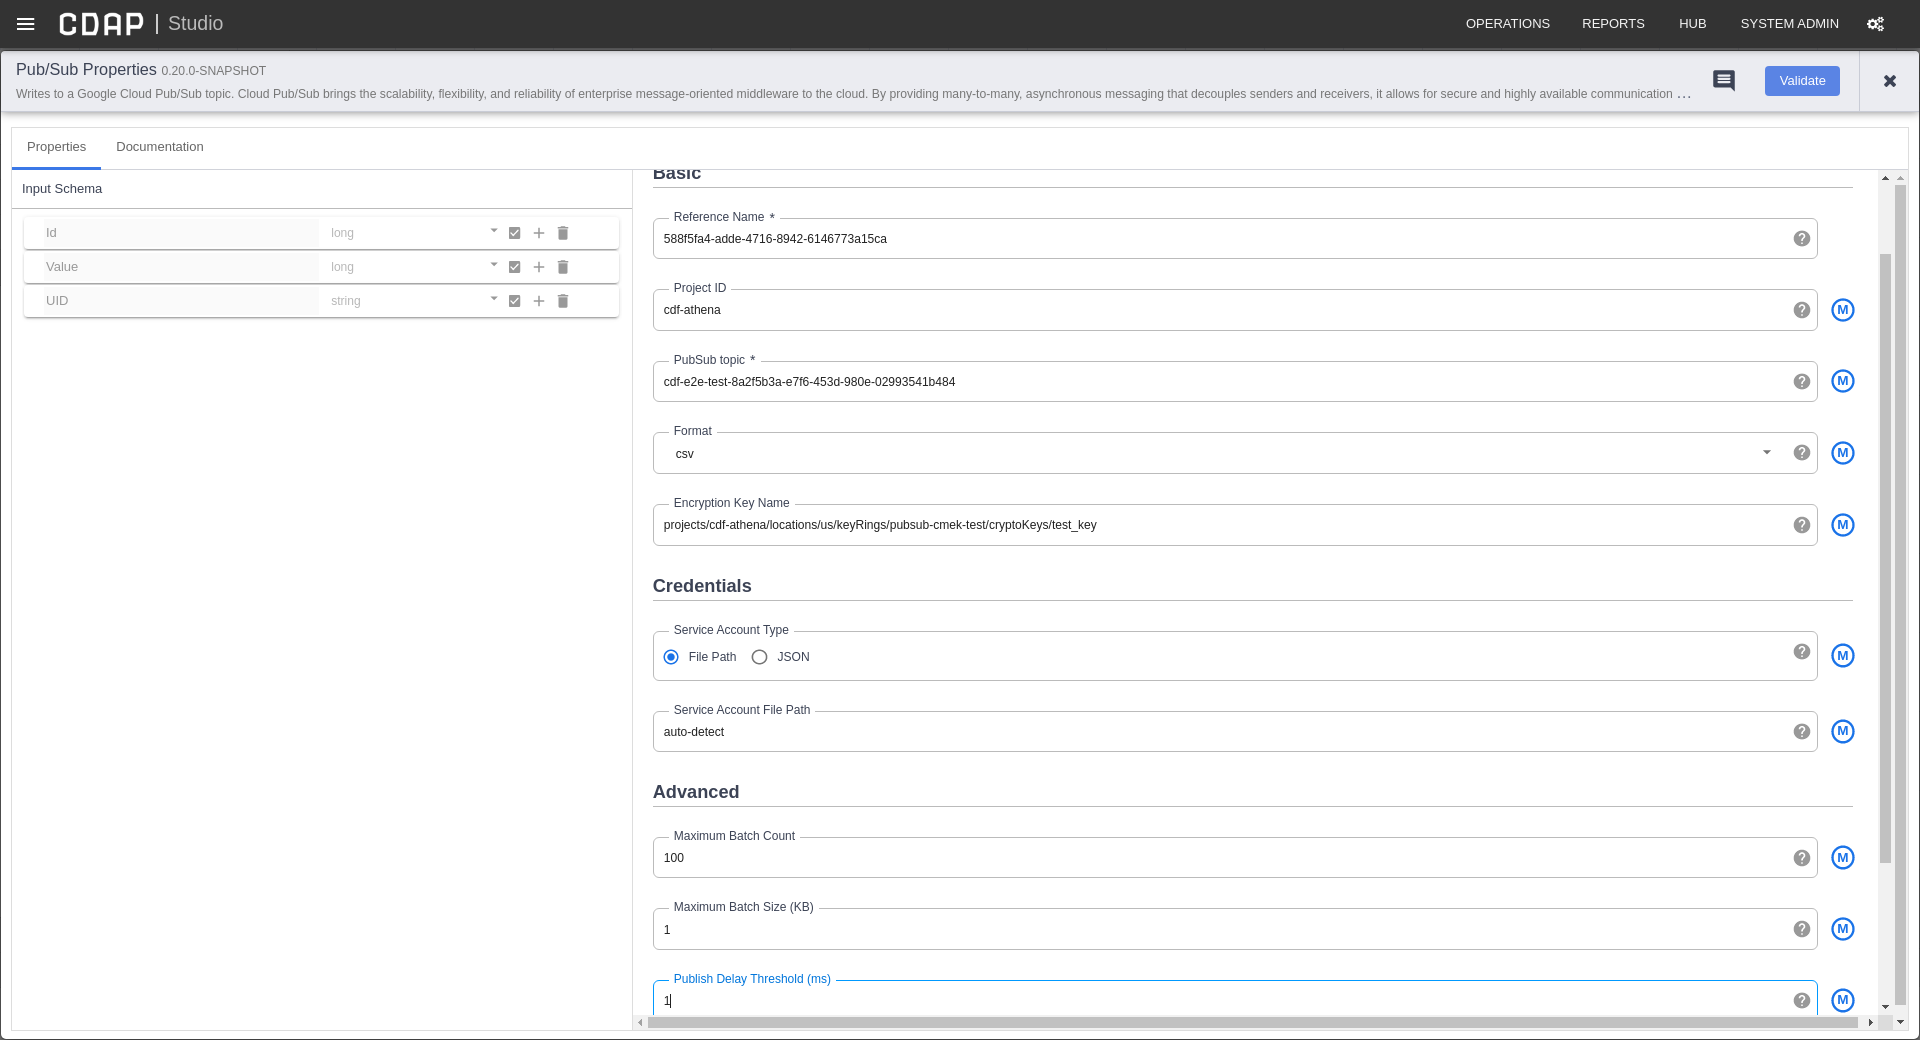 CDAP | Studio
OPERATIONS REPORTS HUB SYSTEM ADMIN
Pub/Sub Properties 0.20.0-SNAPSHOT
Writes to a Google Cloud Pub/Sub topic. Cloud Pub/Sub brings the scalability, flexibility, and reliability of enterprise message-oriented middleware to the cloud. By providing many-to-many, asynchronous messaging that decouples senders and receivers, it allows for secure and highly available communication ...
Validate
Properties Documentation
Input Schema
Id long
Value long
UID string
Basic
Reference Name *
588f5fa4-adde-4716-8942-6146773a15ca
Project ID
cdf-athena
M
PubSub topic *
cdf-e2e-test-8a2f5b3a-e7f6-453d-980e-02993541b484
M
Format
csv
M
Encryption Key Name
projects/cdf-athena/locations/us/keyRings/pubsub-cmek-test/cryptoKeys/test_key
M
Credentials
Service Account Type
File Path JSON
M
Service Account File Path
auto-detect
M
Advanced
Maximum Batch Count
100
M
Maximum Batch Size (KB)
1
M
Publish Delay Threshold (ms)
1
M